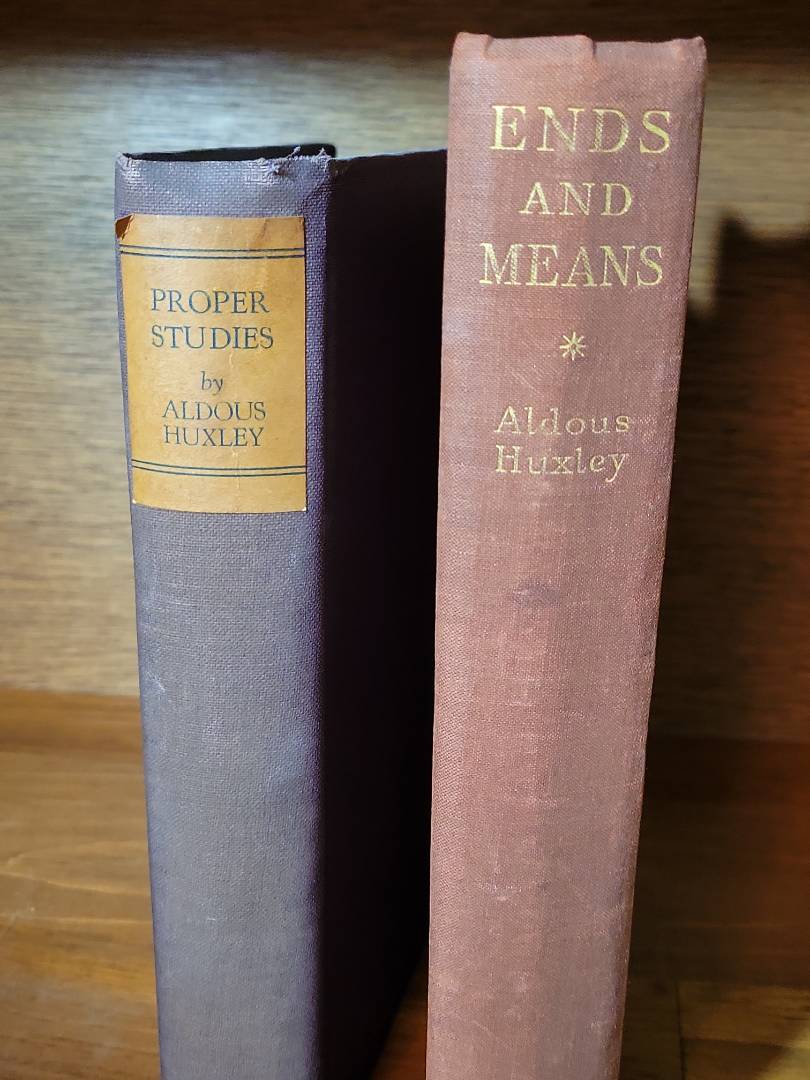 PROPER
STUDIES
by
ALDOUS
HUXLEY
ENDS
AND
MEANS
Aldous
Huxley